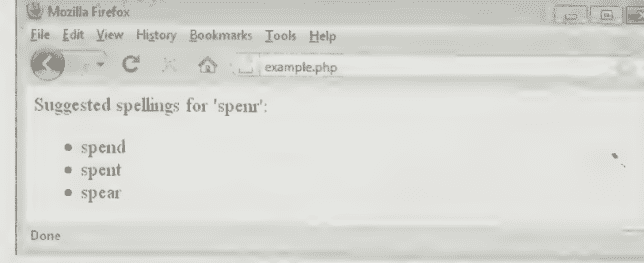 Mozilla Firefox
File Edit View History Bookmarks Tools Help
example.php
Suggested spellings for 'spenr':
• spend
• spent
• spear
Done